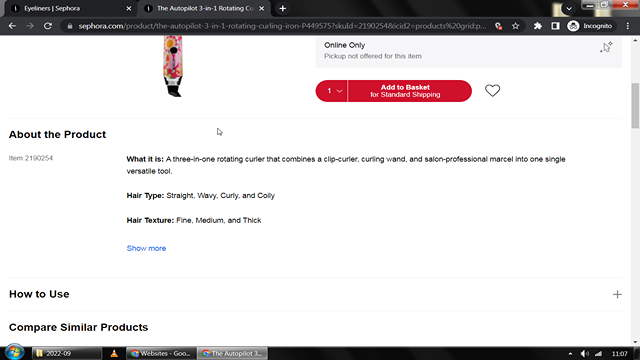 Eyeliners | Sephora
The Autopilot 3-in-1 Rotating Curl
sephora.com/product/the-autopilot-3-in-1-rotating-curling-iron-P449575?skuId=2190254&icid2=products%20grid:p...
Incognito
Online Only
Pickup not offered for this item
1
Add to Basket
for Standard Shipping
About the Product
Item 2190254
What it is: A three-in-one rotating curler that combines a clip-curler, curling wand, and salon-professional marcel into one single
versatile tool.
Hair Type: Straight, Wavy, Curly, and Coily
Hair Texture: Fine, Medium, and Thick
Show more
How to Use
Compare Similar Products
2022-09
Websites - Goo...
The Autopilot 3...
11:07